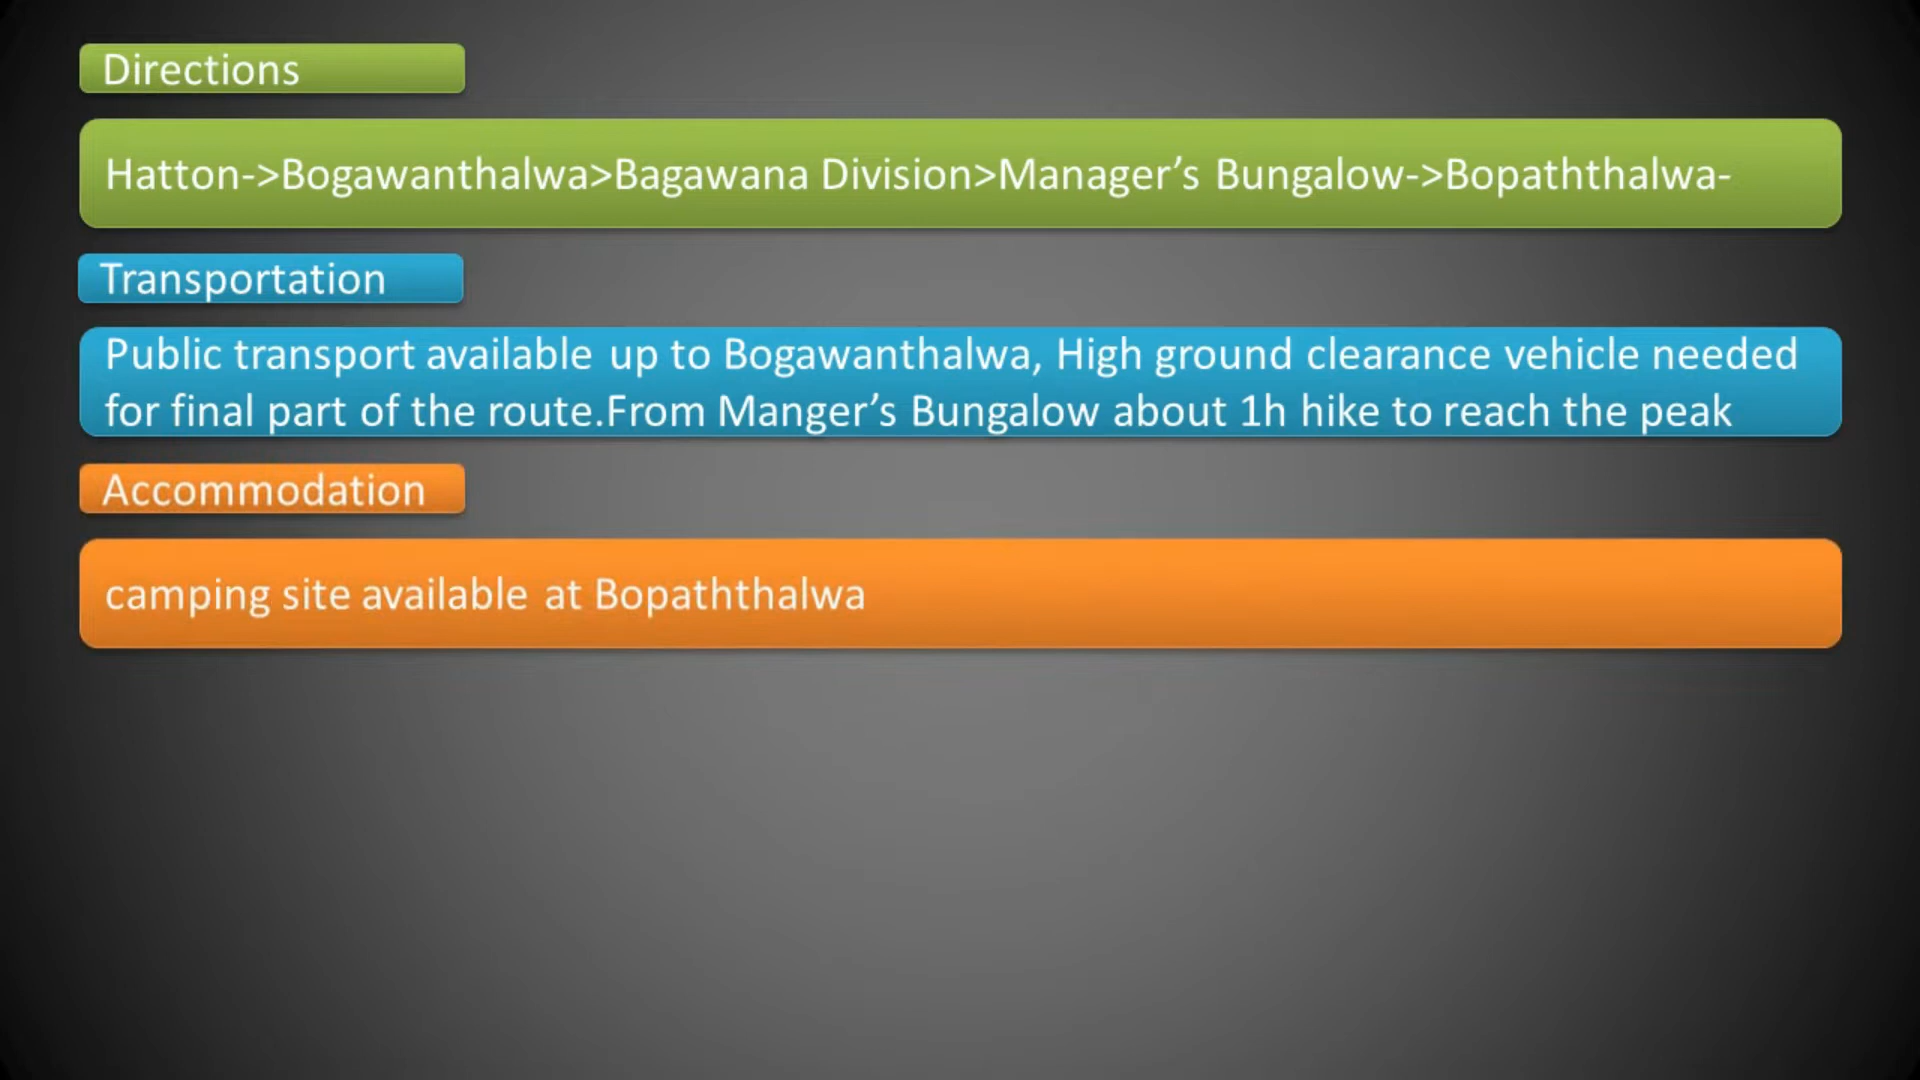 Directions
Hatton->Bogawanthalwa>Bagawana Division>Manager’s Bungalow->Bopaththalwa-
Transportation
Public transport available up to Bogawanthalwa, High ground clearance vehicle needed
for final part of the route.From Manger’s Bungalow about 1h hike to reach the peak
Accommodation
camping site available at Bopaththalwa